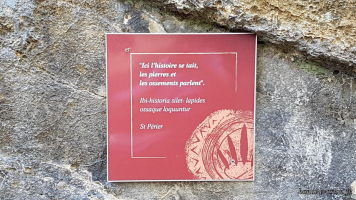 "Ici l'histoire se tait,
les pierres et
les ossements parlent".
Ibi historia silet- lapides
ossaque loquuntur
St Périer